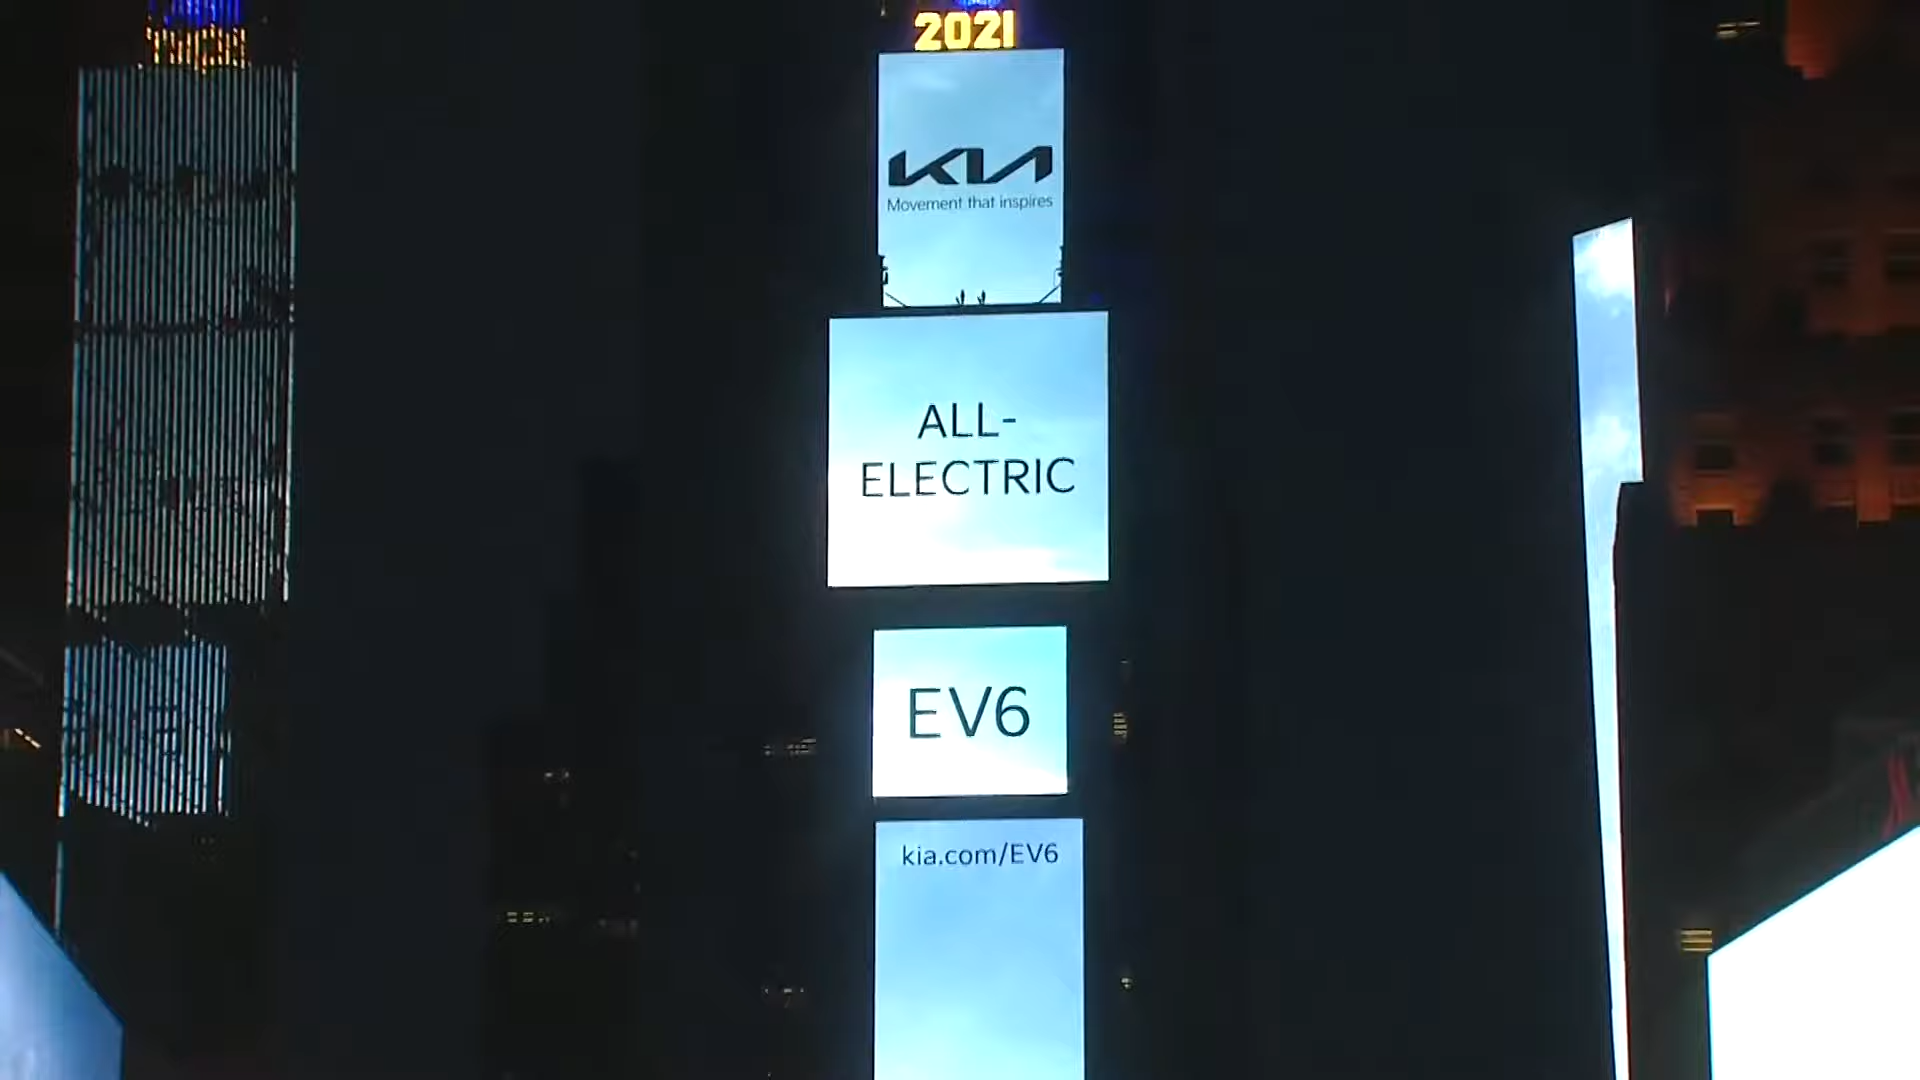 2021
KIA
Movement that inspires
ALL-
ELECTRIC
EV6
kia.com/EV6